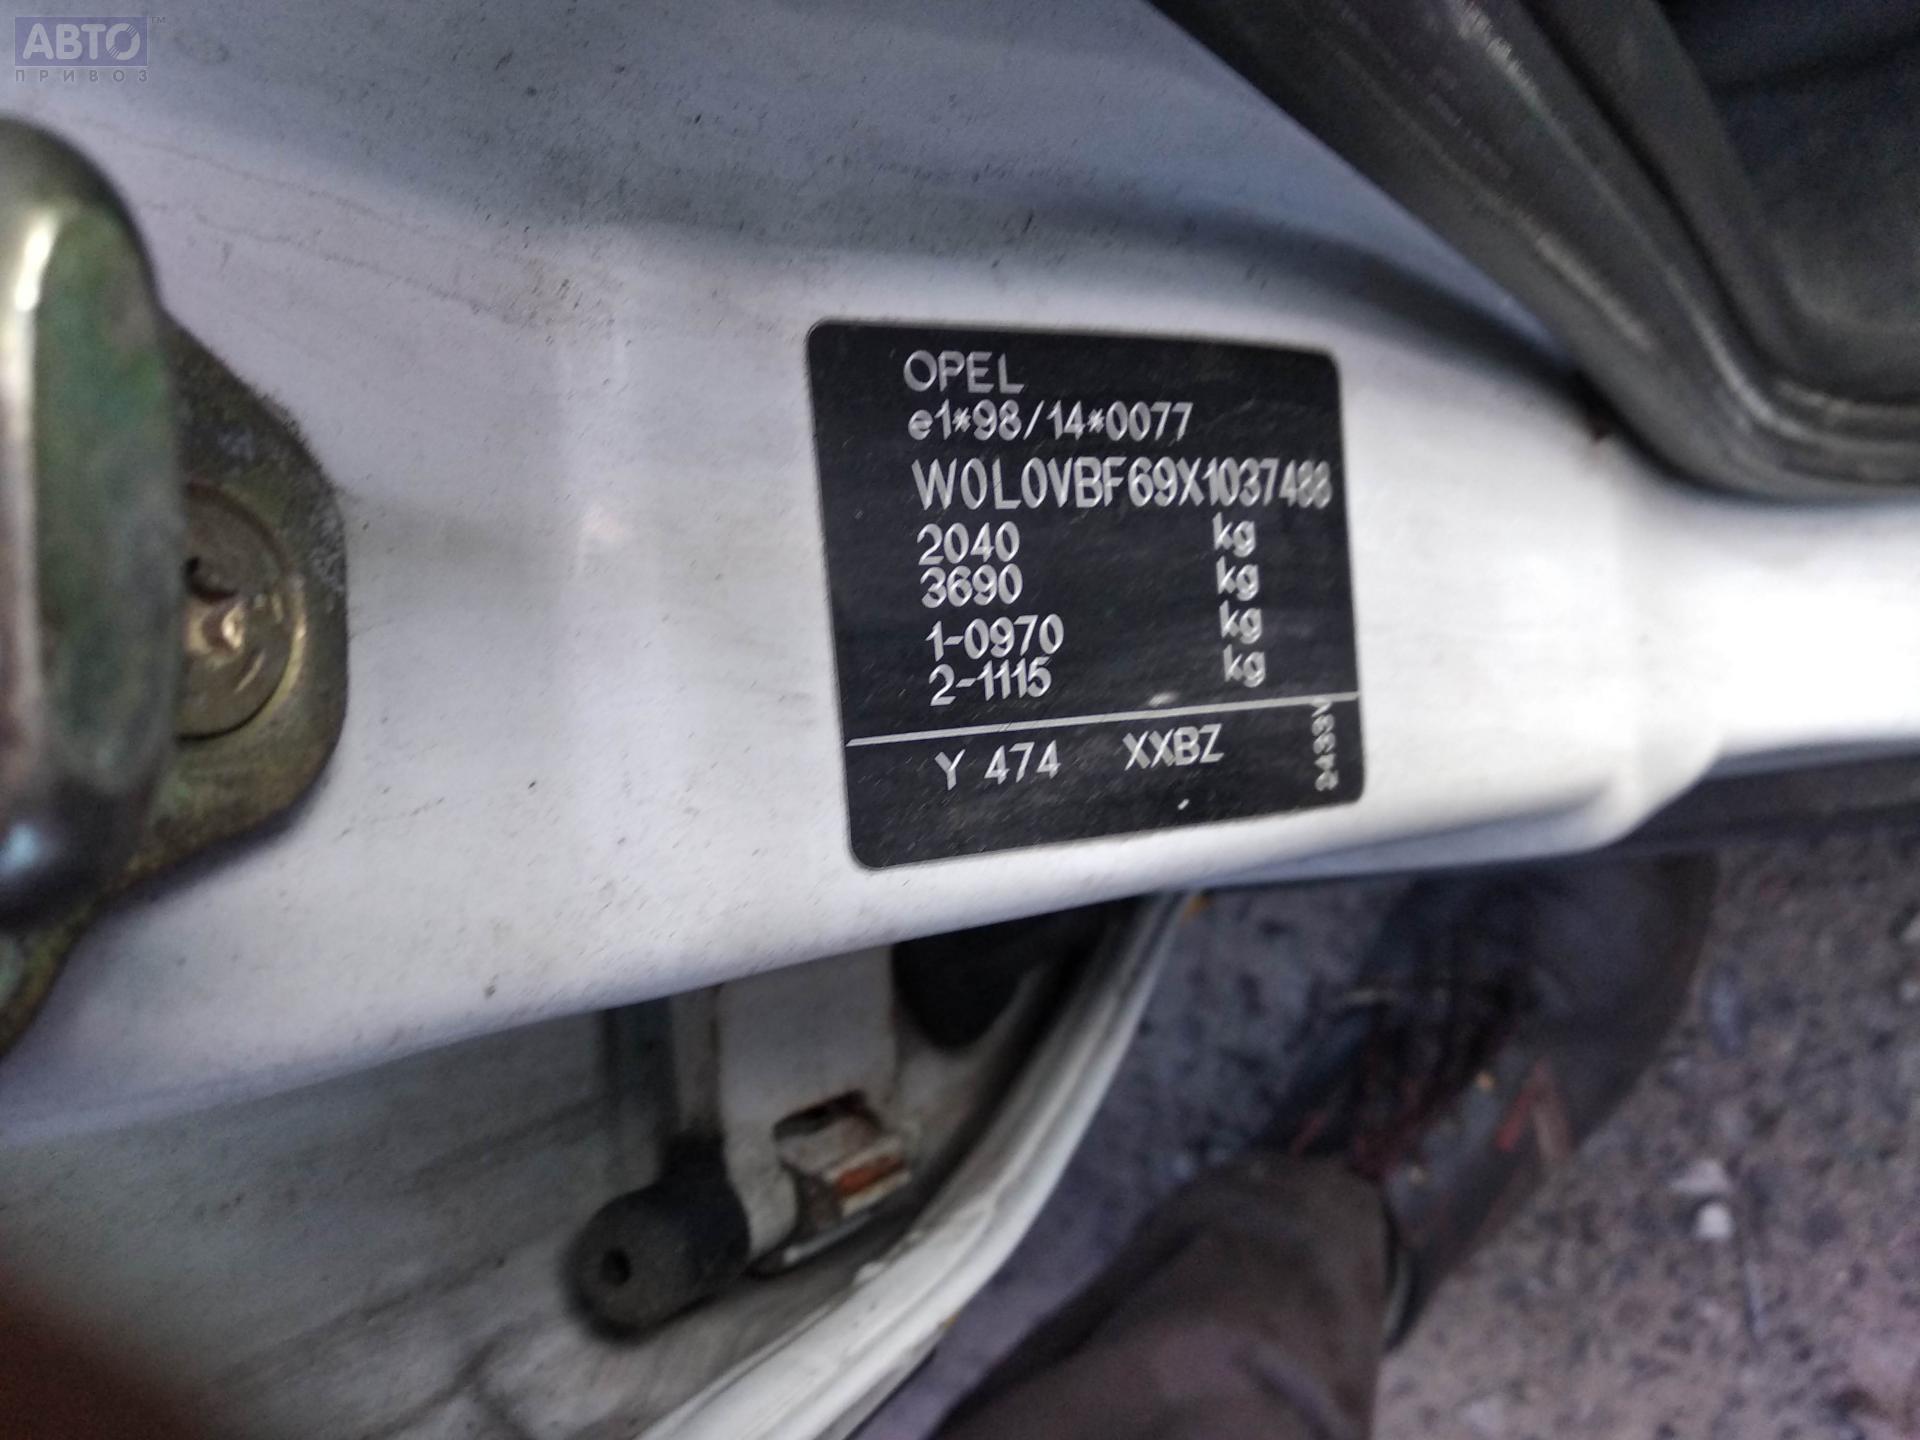 АВТО™
ПРИВОЗ
OPEL
e1*98/14*0077
W0L0VBF69X1037488
2040 kg
3690 kg
1-0970 kg
2-1115 kg
Y 474 XXBZ